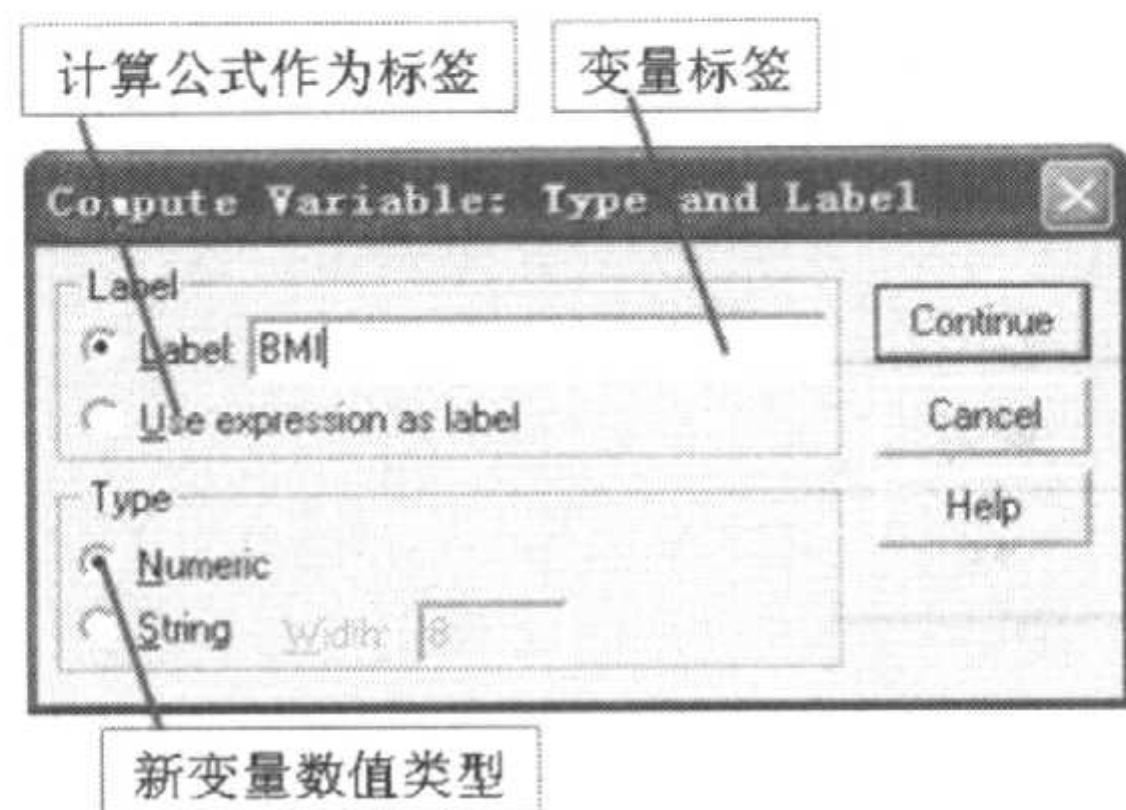 计算公式作为标签
变量标签
Compute Variable: Type and Label
Label
Label: BMI
Continue
Use expression as label
Cancel
Type
Help
Numeric
String Width: 8
新变量数值类型